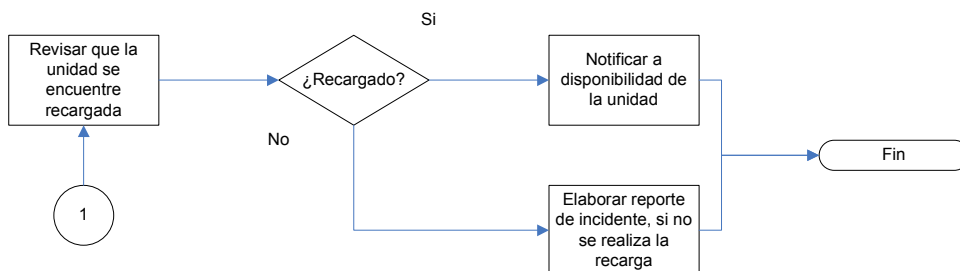 Si
Revisar que la
unidad se
encuentre
recargada
¿Recargado?
Notificar a
disponibilidad de
la unidad
No
Fin
1
Elaborar reporte
de incidente, si no
se realiza la
recarga